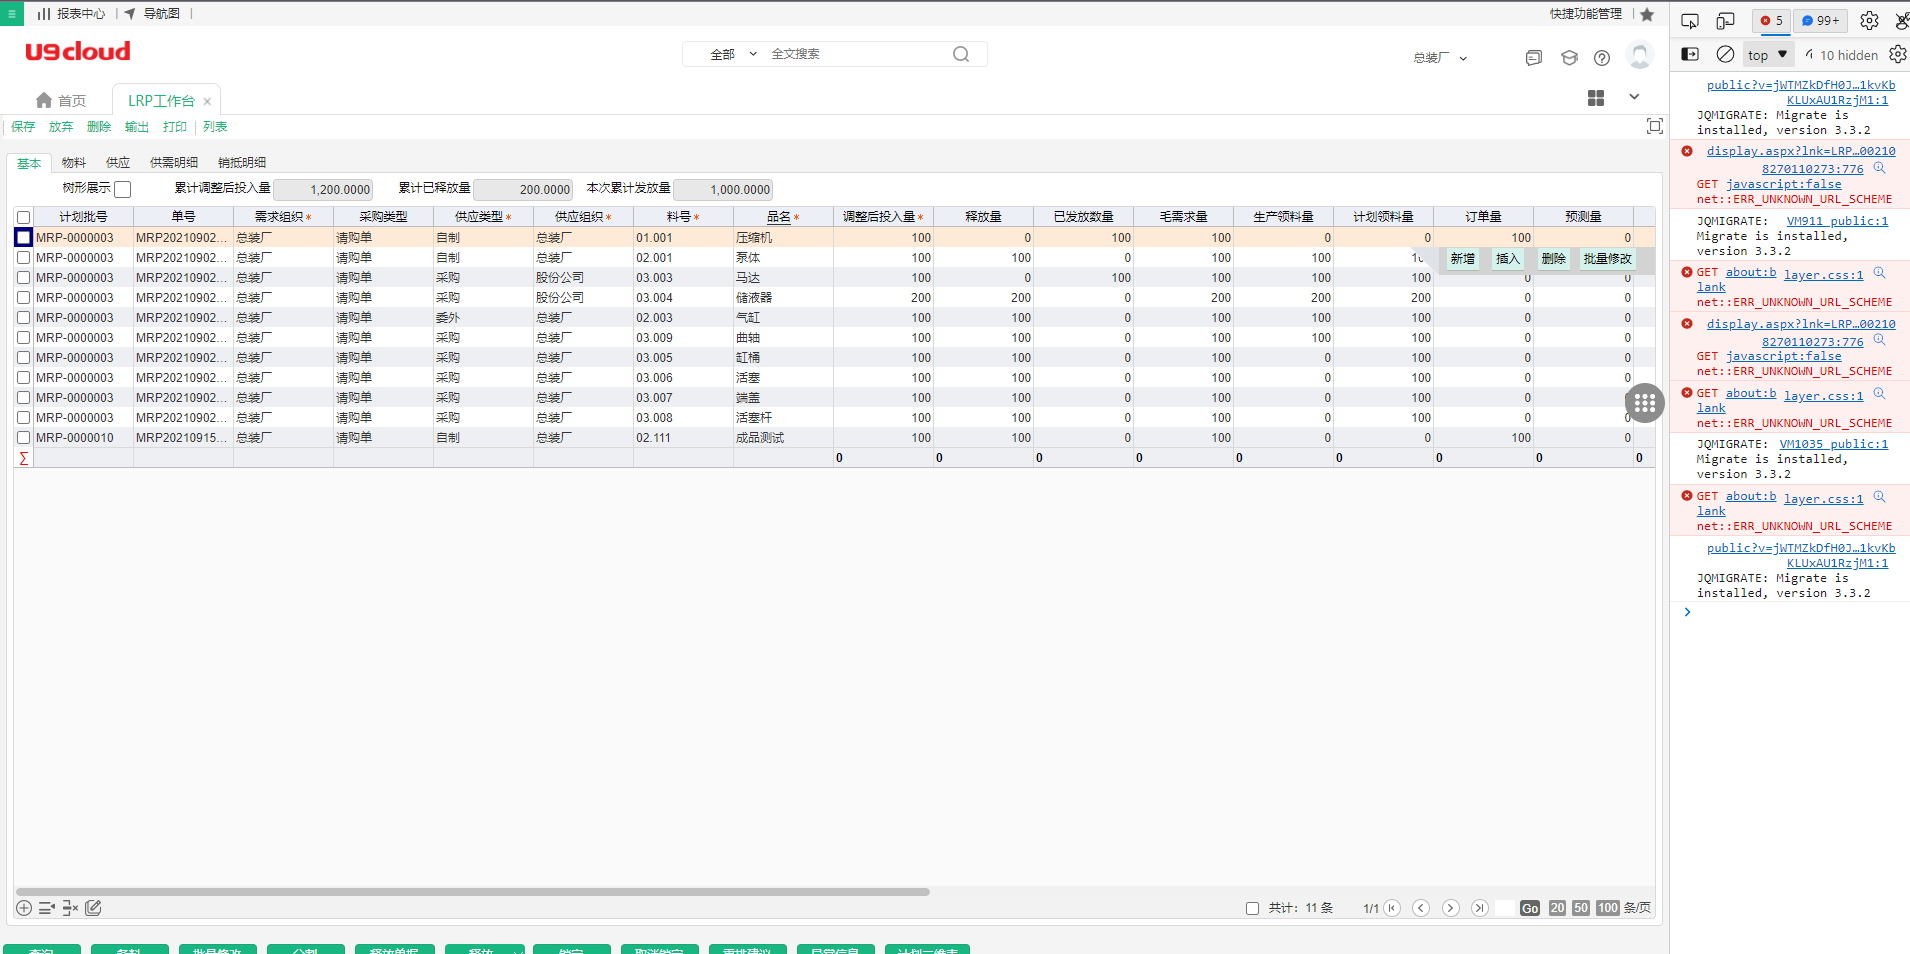 报表中心 | 导航图 |
快捷功能管理 |
U9cloud
全部 全文搜索
总装厂
首页 LRP工作台 ×
保存 放弃 删除 输出 打印 列表
基本 物料 供应 供需明细 销抵明细
树形展示 累计调整后投入量 1,200.0000 累计已释放量 200.0000 本次累计发放量 1,000.0000
计划批号 单号 需求组织* 采购类型 供应类型* 供应组织* 料号* 品名* 调整后投入量* 释放量 已发放数量 毛需求量 生产领料量 计划领料量 订单量 预测量
MRP-0000003 MRP20210902... 总装厂 请购单 自制 总装厂 01.001 压缩机 100 0 100 100 0 0 100 0
MRP-0000003 MRP20210902... 总装厂 请购单 自制 总装厂 02.001 泵体 100 100 0 100 100
新增 插入 删除 批量修改
MRP-0000003 MRP20210902... 总装厂 请购单 采购 股份公司 03.003 马达 100 0 100 100 100 100 0 0
MRP-0000003 MRP20210902... 总装厂 请购单 采购 股份公司 03.004 储液器 200 200 0 200 200 200 0 0
MRP-0000003 MRP20210902... 总装厂 请购单 委外 总装厂 02.003 气缸 100 100 0 100 100 100 0 0
MRP-0000003 MRP20210902... 总装厂 请购单 采购 总装厂 03.009 曲轴 100 100 0 100 100 100 0 0
MRP-0000003 MRP20210902... 总装厂 请购单 采购 总装厂 03.005 缸桶 100 100 0 100 0 100 0 0
MRP-0000003 MRP20210902... 总装厂 请购单 采购 总装厂 03.006 活塞 100 100 0 100 0 100 0 0
MRP-0000003 MRP20210902... 总装厂 请购单 采购 总装厂 03.007 端盖 100 100 0 100 0 100 0 0
MRP-0000003 MRP20210902... 总装厂 请购单 采购 总装厂 03.008 活塞杆 100 100 0 100 0 100 0 0
MRP-0000010 MRP20210915... 总装厂 请购单 自制 总装厂 02.111 成品测试 100 100 0 100 0 0 100 0
Σ 0 0 0 0 0 0 0 0 0
共计: 11 条 1/1 Go 20 50 100 条/页
批量修改 分割 释放单据 释放 锁定 取消锁定 重排建议 异常信息 计划二维表
5 99+
top ▼ 10 hidden
public?v=jWTMZkDfH0J…1kvKb
KLUxAU1RzjM1:1
JQMIGRATE: Migrate is
installed, version 3.3.2
display.aspx?lnk=LRP…00210
8270110273:776
GET javascript:false
net::ERR_UNKNOWN_URL_SCHEME
JQMIGRATE: VM911 public:1
Migrate is installed,
version 3.3.2
GET about:b layer.css:1
lank
net::ERR_UNKNOWN_URL_SCHEME
display.aspx?lnk=LRP…00210
8270110273:776
GET javascript:false
net::ERR_UNKNOWN_URL_SCHEME
GET about:b layer.css:1
lank
net::ERR_UNKNOWN_URL_SCHEME
JQMIGRATE: VM1035 public:1
Migrate is installed,
version 3.3.2
GET about:b layer.css:1
lank
net::ERR_UNKNOWN_URL_SCHEME
public?v=jWTMZkDfH0J…1kvKb
KLUxAU1RzjM1:1
JQMIGRATE: Migrate is
installed, version 3.3.2